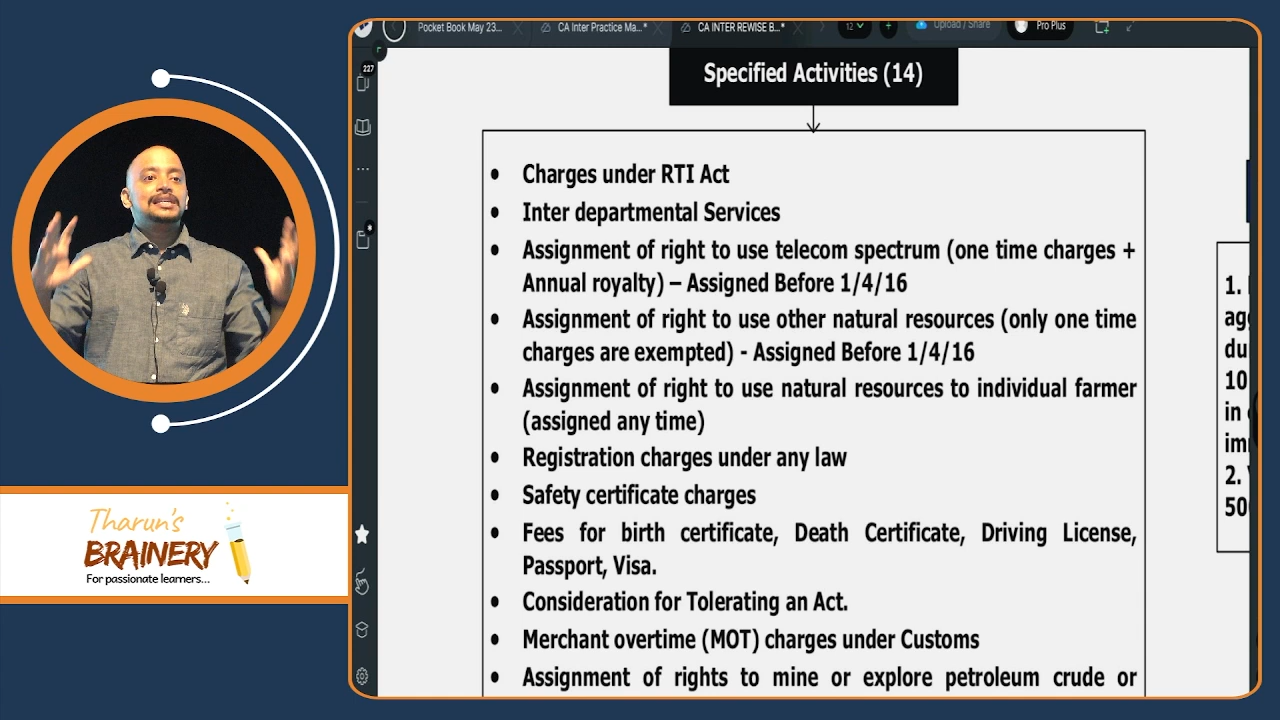 Pocket Book May 23...
CA Inter Practice Ma...*
CA INTER REWISE B...*
12
Upload / Share
Pro Plus
227
Specified Activities (14)
• Charges under RTI Act
• Inter departmental Services
• Assignment of right to use telecom spectrum (one time charges +
Annual royalty) – Assigned Before 1/4/16
• Assignment of right to use other natural resources (only one time
charges are exempted) - Assigned Before 1/4/16
• Assignment of right to use natural resources to individual farmer
(assigned any time)
• Registration charges under any law
• Safety certificate charges
• Fees for birth certificate, Death Certificate, Driving License,
Passport, Visa.
• Consideration for Tolerating an Act.
• Merchant overtime (MOT) charges under Customs
• Assignment of rights to mine or explore petroleum crude or
1.
10
in
2.
Tharun's
BRAINERY
For passionate learners...